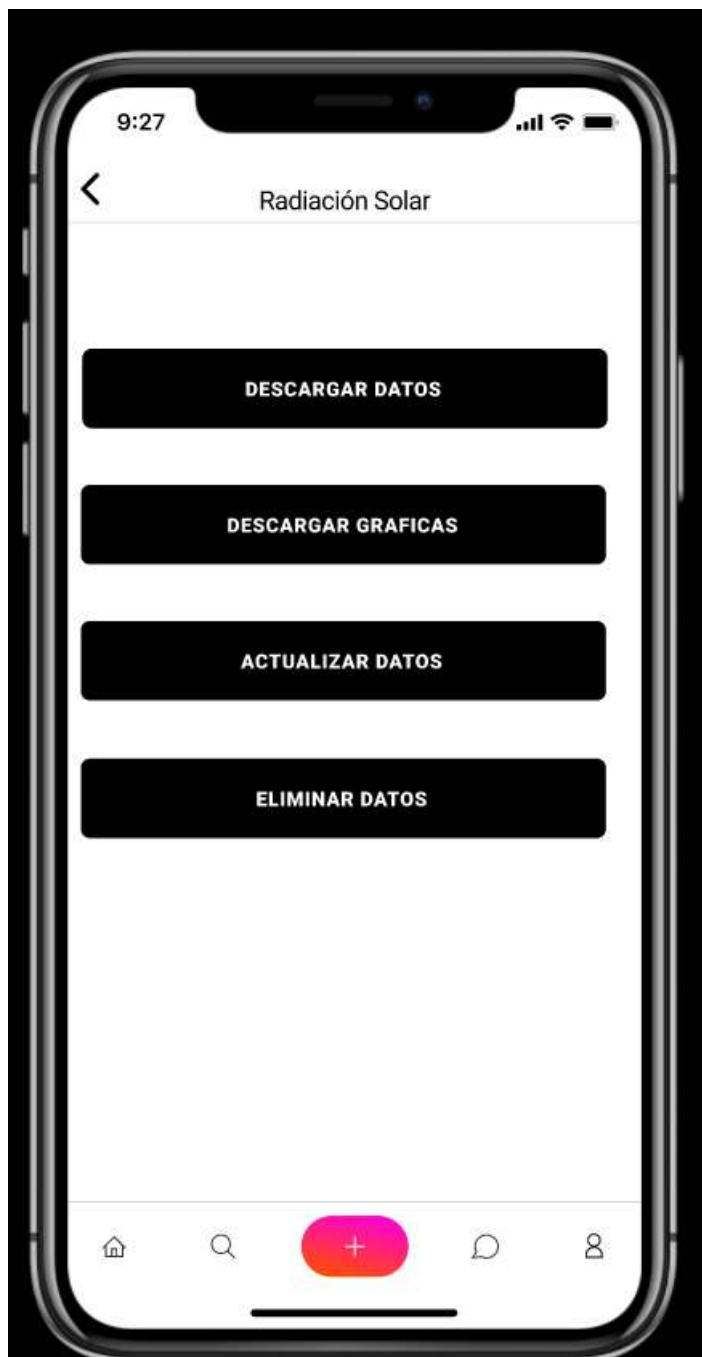 9:27
Radiación Solar
DESCARGAR DATOS
DESCARGAR GRAFICAS
ACTUALIZAR DATOS
ELIMINAR DATOS